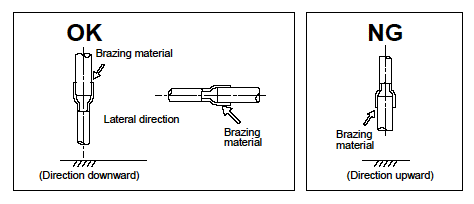 OK
Brazing material
Lateral direction
Brazing
material
(Direction downward)
NG
Brazing
material
(Direction upward)